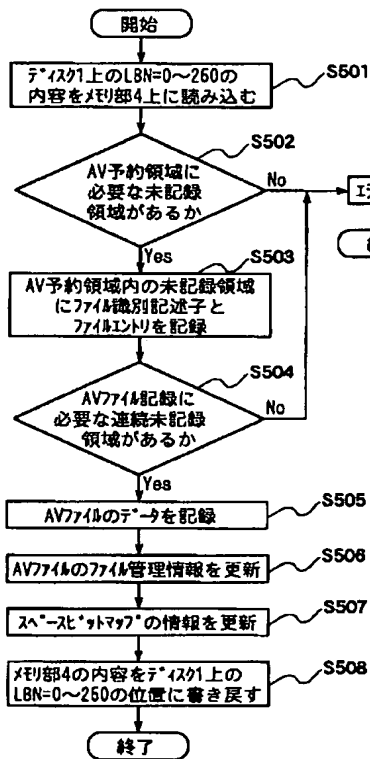 開始
ディスク1上のLBN=0～260の
内容をメモリ部4上に読み込む
S501
AV予約領域に
必要な未記録
領域があるか
S502
No
Yes
AV予約領域内の未記録領域
にファイル識別記述子と
ファイルエントリを記録
S503
AVファイル記録に
必要な連続未記録
領域があるか
S504
No
Yes
AVファイルのデータを記録
S505
AVファイルのファイル管理情報を更新
S506
スペースビットマップの情報を更新
S507
メモリ部4の内容をディスク1上の
LBN=0～260の位置に書き戻す
S508
終了